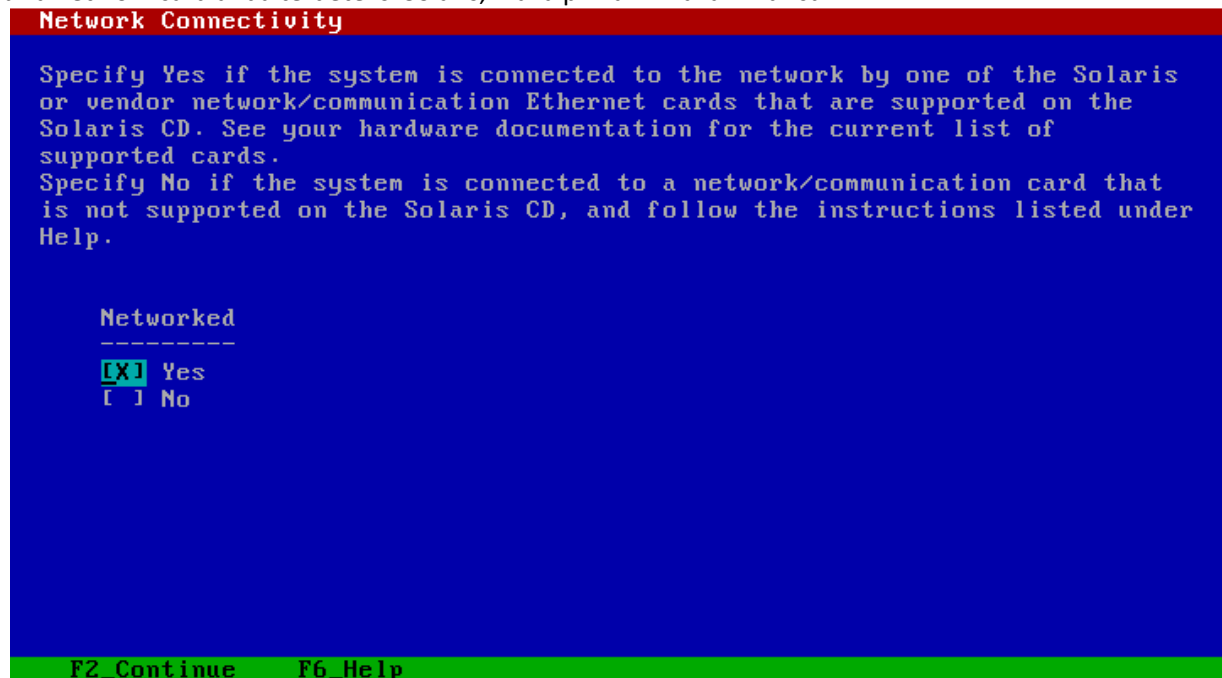 Network Connectivity
Specify Yes if the system is connected to the network by one of the Solaris
or vendor network/communication Ethernet cards that are supported on the
Solaris CD. See your hardware documentation for the current list of
supported cards.
Specify No if the system is connected to a network/communication card that
is not supported on the Solaris CD, and follow the instructions listed under
Help.
Networked
---------
[X] Yes
[ ] No
F2_Continue F6_Help